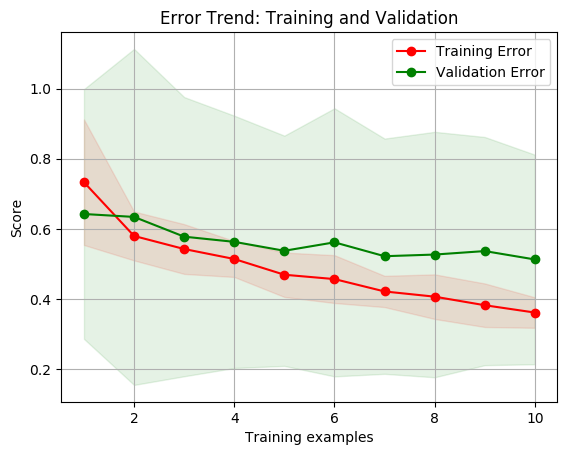 Error Trend: Training and Validation
Training Error
Validation Error
Score
1.0
0.8
0.6
0.4
0.2
2
4
6
8
10
Training examples